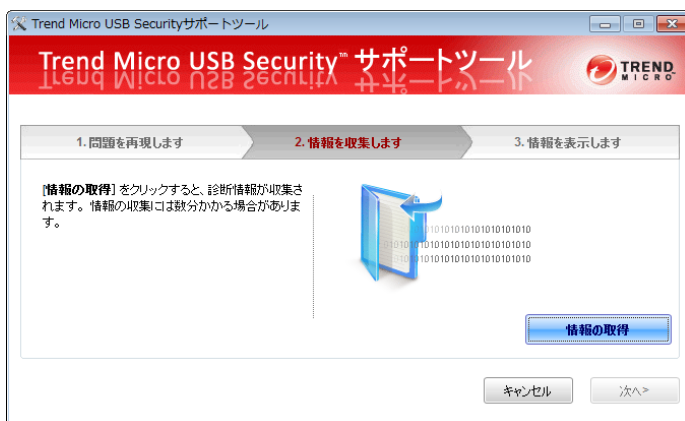 Trend Micro USB Securityサポートツール
Trend Micro USB Security™ サポートツール
TREND
MICRO
1. 問題を再現します
2. 情報を収集します
3. 情報を表示します
[情報の取得] をクリックすると、診断情報が収集さ
れます。情報の収集には数分かかる場合がありま
す。
情報の取得
キャンセル
次へ>